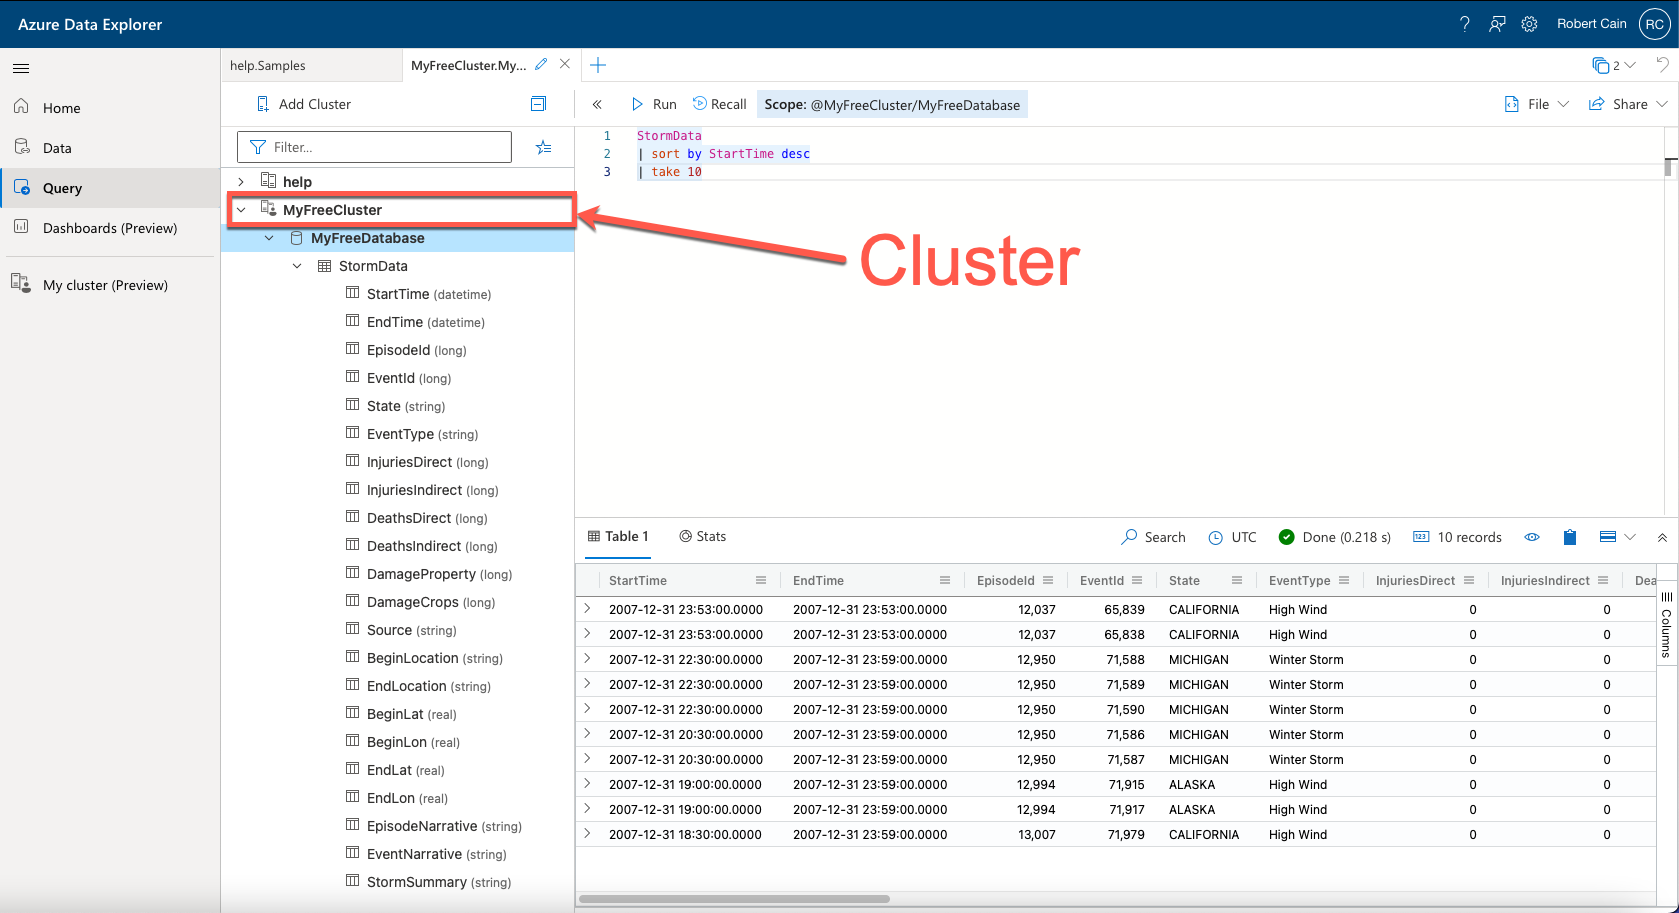 Azure Data Explorer
? Robert Cain RC
help.Samples
MyFreeCluster.My...
2
Home
Data
Query
Dashboards (Preview)
My cluster (Preview)
Add Cluster
Filter...
help
MyFreeCluster
MyFreeDatabase
StormData
StartTime (datetime)
EndTime (datetime)
EpisodeId (long)
EventId (long)
State (string)
EventType (string)
InjuriesDirect (long)
InjuriesIndirect (long)
DeathsDirect (long)
DeathsIndirect (long)
DamageProperty (long)
DamageCrops (long)
Source (string)
BeginLocation (string)
EndLocation (string)
BeginLat (real)
BeginLon (real)
EndLat (real)
EndLon (real)
EpisodeNarrative (string)
EventNarrative (string)
StormSummary (string)
Run Recall Scope: @MyFreeCluster/MyFreeDatabase File Share
1 StormData
2 | sort by StartTime desc
3 | take 10
Cluster
Table 1 Stats Search UTC Done (0.218 s) 123 10 records
StartTime EndTime EpisodeId EventId State EventType InjuriesDirect InjuriesIndirect Dea
2007-12-31 23:53:00.0000 2007-12-31 23:53:00.0000 12,037 65,839 CALIFORNIA High Wind 0 0
2007-12-31 23:53:00.0000 2007-12-31 23:53:00.0000 12,037 65,838 CALIFORNIA High Wind 0 0
2007-12-31 22:30:00.0000 2007-12-31 23:59:00.0000 12,950 71,588 MICHIGAN Winter Storm 0 0
2007-12-31 22:30:00.0000 2007-12-31 23:59:00.0000 12,950 71,589 MICHIGAN Winter Storm 0 0
2007-12-31 22:30:00.0000 2007-12-31 23:59:00.0000 12,950 71,590 MICHIGAN Winter Storm 0 0
2007-12-31 20:30:00.0000 2007-12-31 23:59:00.0000 12,950 71,586 MICHIGAN Winter Storm 0 0
2007-12-31 20:30:00.0000 2007-12-31 23:59:00.0000 12,950 71,587 MICHIGAN Winter Storm 0 0
2007-12-31 19:00:00.0000 2007-12-31 23:59:00.0000 12,994 71,915 ALASKA High Wind 0 0
2007-12-31 19:00:00.0000 2007-12-31 23:59:00.0000 12,994 71,917 ALASKA High Wind 0 0
2007-12-31 18:30:00.0000 2007-12-31 23:59:00.0000 13,007 71,979 CALIFORNIA High Wind 0 0
Columns